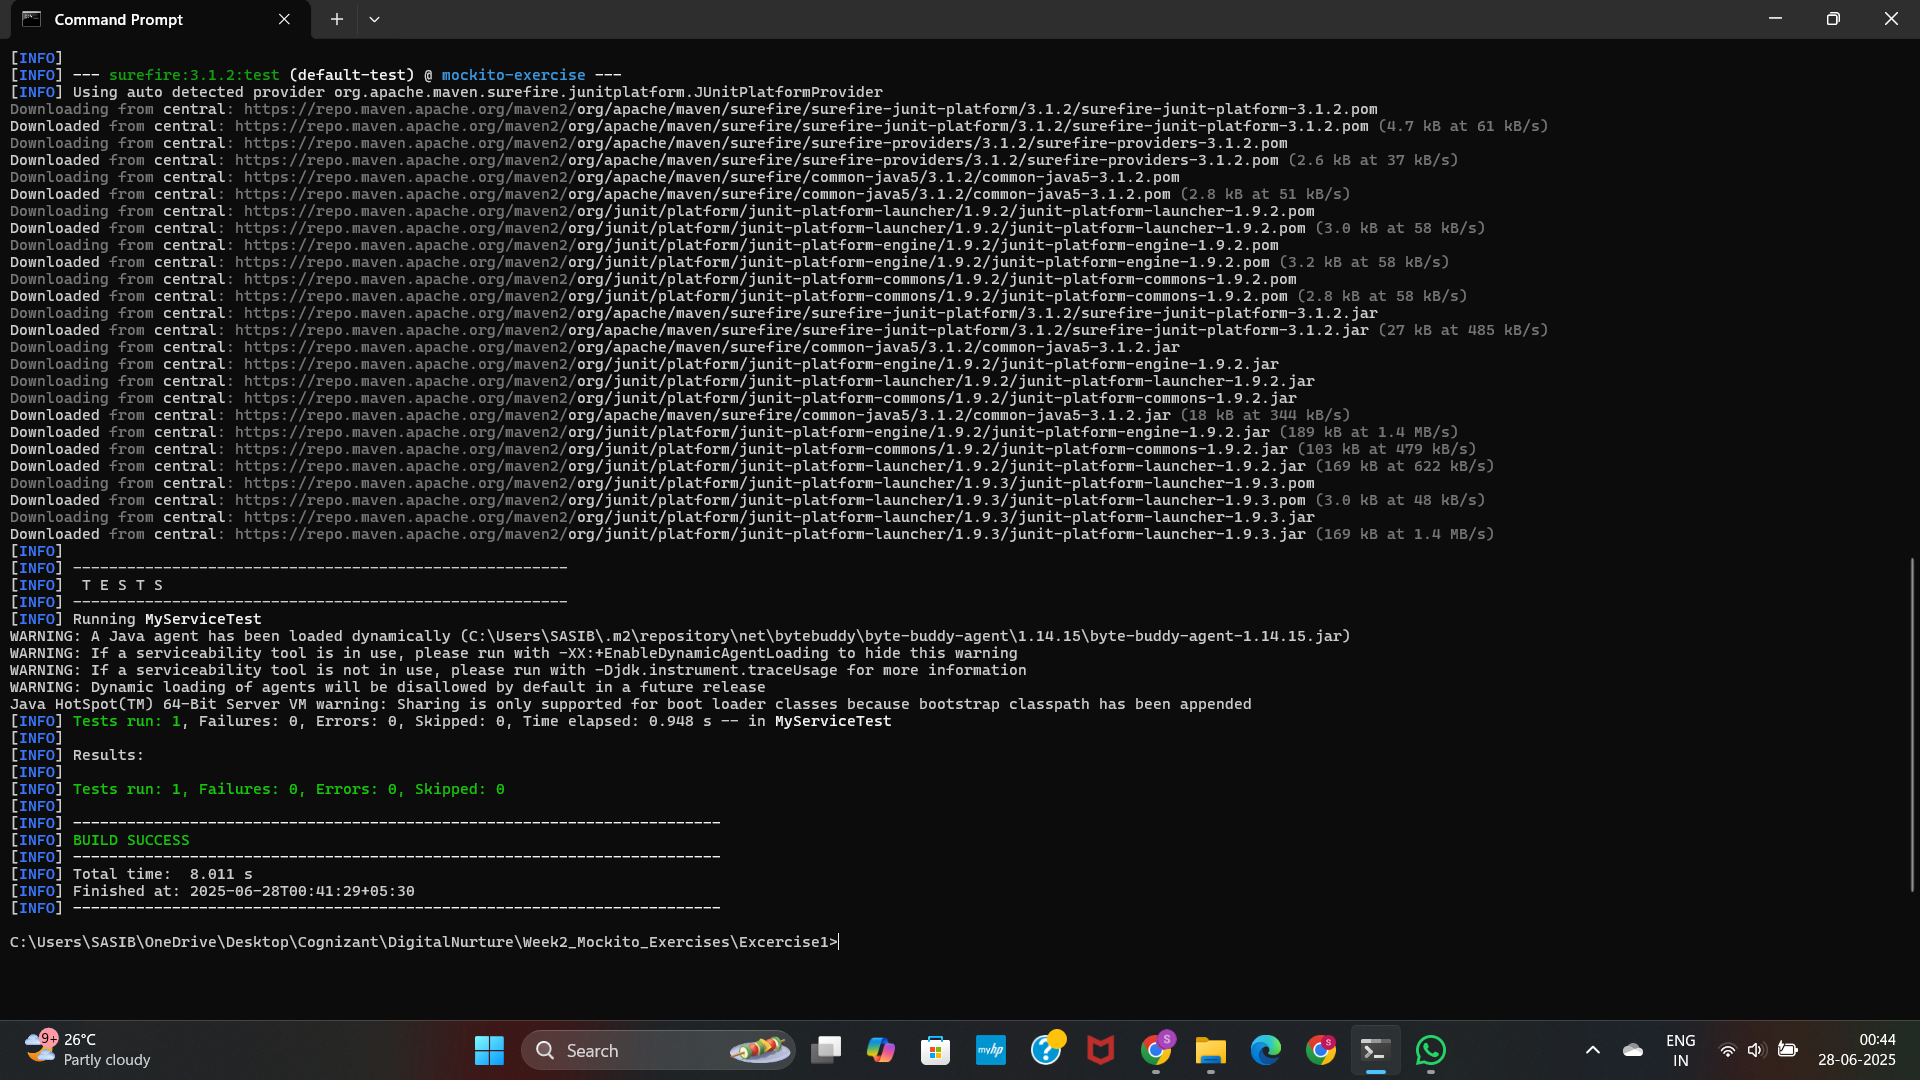 Command Prompt
[INFO]
[INFO] --- surefire:3.1.2:test (default-test) @ mockito-exercise ---
[INFO] Using auto detected provider org.apache.maven.surefire.junitplatform.JUnitPlatformProvider
Downloading from central: https://repo.maven.apache.org/maven2/org/apache/maven/surefire/surefire-junit-platform/3.1.2/surefire-junit-platform-3.1.2.pom
Downloaded from central: https://repo.maven.apache.org/maven2/org/apache/maven/surefire/surefire-junit-platform/3.1.2/surefire-junit-platform-3.1.2.pom (4.7 kB at 61 kB/s)
Downloading from central: https://repo.maven.apache.org/maven2/org/apache/maven/surefire/surefire-providers/3.1.2/surefire-providers-3.1.2.pom
Downloaded from central: https://repo.maven.apache.org/maven2/org/apache/maven/surefire/surefire-providers/3.1.2/surefire-providers-3.1.2.pom (2.6 kB at 37 kB/s)
Downloading from central: https://repo.maven.apache.org/maven2/org/apache/maven/surefire/common-java5/3.1.2/common-java5-3.1.2.pom
Downloaded from central: https://repo.maven.apache.org/maven2/org/apache/maven/surefire/common-java5/3.1.2/common-java5-3.1.2.pom (2.8 kB at 51 kB/s)
Downloading from central: https://repo.maven.apache.org/maven2/org/junit/platform/junit-platform-launcher/1.9.2/junit-platform-launcher-1.9.2.pom
Downloaded from central: https://repo.maven.apache.org/maven2/org/junit/platform/junit-platform-launcher/1.9.2/junit-platform-launcher-1.9.2.pom (3.0 kB at 58 kB/s)
Downloading from central: https://repo.maven.apache.org/maven2/org/junit/platform/junit-platform-engine/1.9.2/junit-platform-engine-1.9.2.pom
Downloaded from central: https://repo.maven.apache.org/maven2/org/junit/platform/junit-platform-engine/1.9.2/junit-platform-engine-1.9.2.pom (3.2 kB at 58 kB/s)
Downloading from central: https://repo.maven.apache.org/maven2/org/junit/platform/junit-platform-commons/1.9.2/junit-platform-commons-1.9.2.pom
Downloaded from central: https://repo.maven.apache.org/maven2/org/junit/platform/junit-platform-commons/1.9.2/junit-platform-commons-1.9.2.pom (2.8 kB at 58 kB/s)
Downloading from central: https://repo.maven.apache.org/maven2/org/apache/maven/surefire/surefire-junit-platform/3.1.2/surefire-junit-platform-3.1.2.jar
Downloaded from central: https://repo.maven.apache.org/maven2/org/apache/maven/surefire/surefire-junit-platform/3.1.2/surefire-junit-platform-3.1.2.jar (27 kB at 485 kB/s)
Downloading from central: https://repo.maven.apache.org/maven2/org/apache/maven/surefire/common-java5/3.1.2/common-java5-3.1.2.jar
Downloading from central: https://repo.maven.apache.org/maven2/org/junit/platform/junit-platform-engine/1.9.2/junit-platform-engine-1.9.2.jar
Downloading from central: https://repo.maven.apache.org/maven2/org/junit/platform/junit-platform-launcher/1.9.2/junit-platform-launcher-1.9.2.jar
Downloading from central: https://repo.maven.apache.org/maven2/org/junit/platform/junit-platform-commons/1.9.2/junit-platform-commons-1.9.2.jar
Downloaded from central: https://repo.maven.apache.org/maven2/org/apache/maven/surefire/common-java5/3.1.2/common-java5-3.1.2.jar (18 kB at 344 kB/s)
Downloaded from central: https://repo.maven.apache.org/maven2/org/junit/platform/junit-platform-engine/1.9.2/junit-platform-engine-1.9.2.jar (189 kB at 1.4 MB/s)
Downloaded from central: https://repo.maven.apache.org/maven2/org/junit/platform/junit-platform-commons/1.9.2/junit-platform-commons-1.9.2.jar (103 kB at 479 kB/s)
Downloaded from central: https://repo.maven.apache.org/maven2/org/junit/platform/junit-platform-launcher/1.9.2/junit-platform-launcher-1.9.2.jar (169 kB at 622 kB/s)
Downloading from central: https://repo.maven.apache.org/maven2/org/junit/platform/junit-platform-launcher/1.9.3/junit-platform-launcher-1.9.3.pom
Downloaded from central: https://repo.maven.apache.org/maven2/org/junit/platform/junit-platform-launcher/1.9.3/junit-platform-launcher-1.9.3.pom (3.0 kB at 48 kB/s)
Downloading from central: https://repo.maven.apache.org/maven2/org/junit/platform/junit-platform-launcher/1.9.3/junit-platform-launcher-1.9.3.jar
Downloaded from central: https://repo.maven.apache.org/maven2/org/junit/platform/junit-platform-launcher/1.9.3/junit-platform-launcher-1.9.3.jar (169 kB at 1.4 MB/s)
[INFO]
[INFO] -------------------------------------------------------
[INFO]  T E S T S
[INFO] -------------------------------------------------------
[INFO] Running MyServiceTest
WARNING: A Java agent has been loaded dynamically (C:\Users\SASIB\.m2\repository\net\bytebuddy\byte-buddy-agent\1.14.15\byte-buddy-agent-1.14.15.jar)
WARNING: If a serviceability tool is in use, please run with -XX:+EnableDynamicAgentLoading to hide this warning
WARNING: If a serviceability tool is not in use, please run with -Djdk.instrument.traceUsage for more information
WARNING: Dynamic loading of agents will be disallowed by default in a future release
Java HotSpot(TM) 64-Bit Server VM warning: Sharing is only supported for boot loader classes because bootstrap classpath has been appended
[INFO] Tests run: 1, Failures: 0, Errors: 0, Skipped: 0, Time elapsed: 0.948 s -- in MyServiceTest
[INFO]
[INFO] Results:
[INFO]
[INFO] Tests run: 1, Failures: 0, Errors: 0, Skipped: 0
[INFO]
[INFO] ------------------------------------------------------------------------
[INFO] BUILD SUCCESS
[INFO] ------------------------------------------------------------------------
[INFO] Total time:  8.011 s
[INFO] Finished at: 2025-06-28T00:41:29+05:30
[INFO] ------------------------------------------------------------------------
C:\Users\SASIB\OneDrive\Desktop\Cognizant\DigitalNurture\Week2_Mockito_Exercises\Excercise1>
9+
26°C
Partly cloudy
Search
myhp
S
S
ENG
IN
00:44
28-06-2025